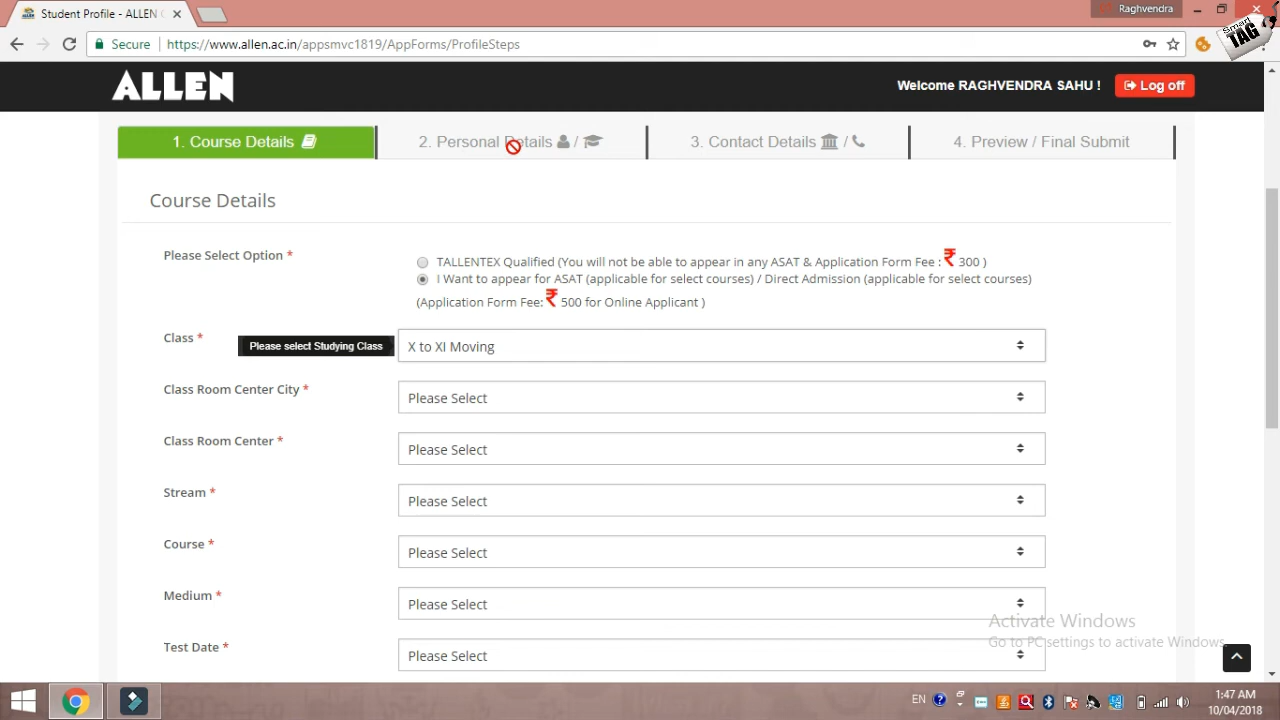 Student Profile - ALLEN
Raghvendra
Smart
TAG
Secure
https://www.allen.ac.in/appsmvc1819/AppForms/ProfileSteps
ALLEN
Welcome RAGHVENDRA SAHU !
Log off
1. Course Details
2. Personal Details /
3. Contact Details /
4. Preview / Final Submit
Course Details
Please Select Option *
TALLENTEX Qualified (You will not be able to appear in any ASAT & Application Form Fee : ₹ 300 )
I Want to appear for ASAT (applicable for select courses) / Direct Admission (applicable for select courses)
(Application Form Fee: ₹ 500 for Online Applicant )
Class *
Please select Studying Class
X to XI Moving
Class Room Center City *
Please Select
Class Room Center *
Please Select
Stream *
Please Select
Course *
Please Select
Medium *
Please Select
Test Date *
Please Select
Activate Windows
Go to PC settings to activate Windows.
EN
1:47 AM
10/04/2018